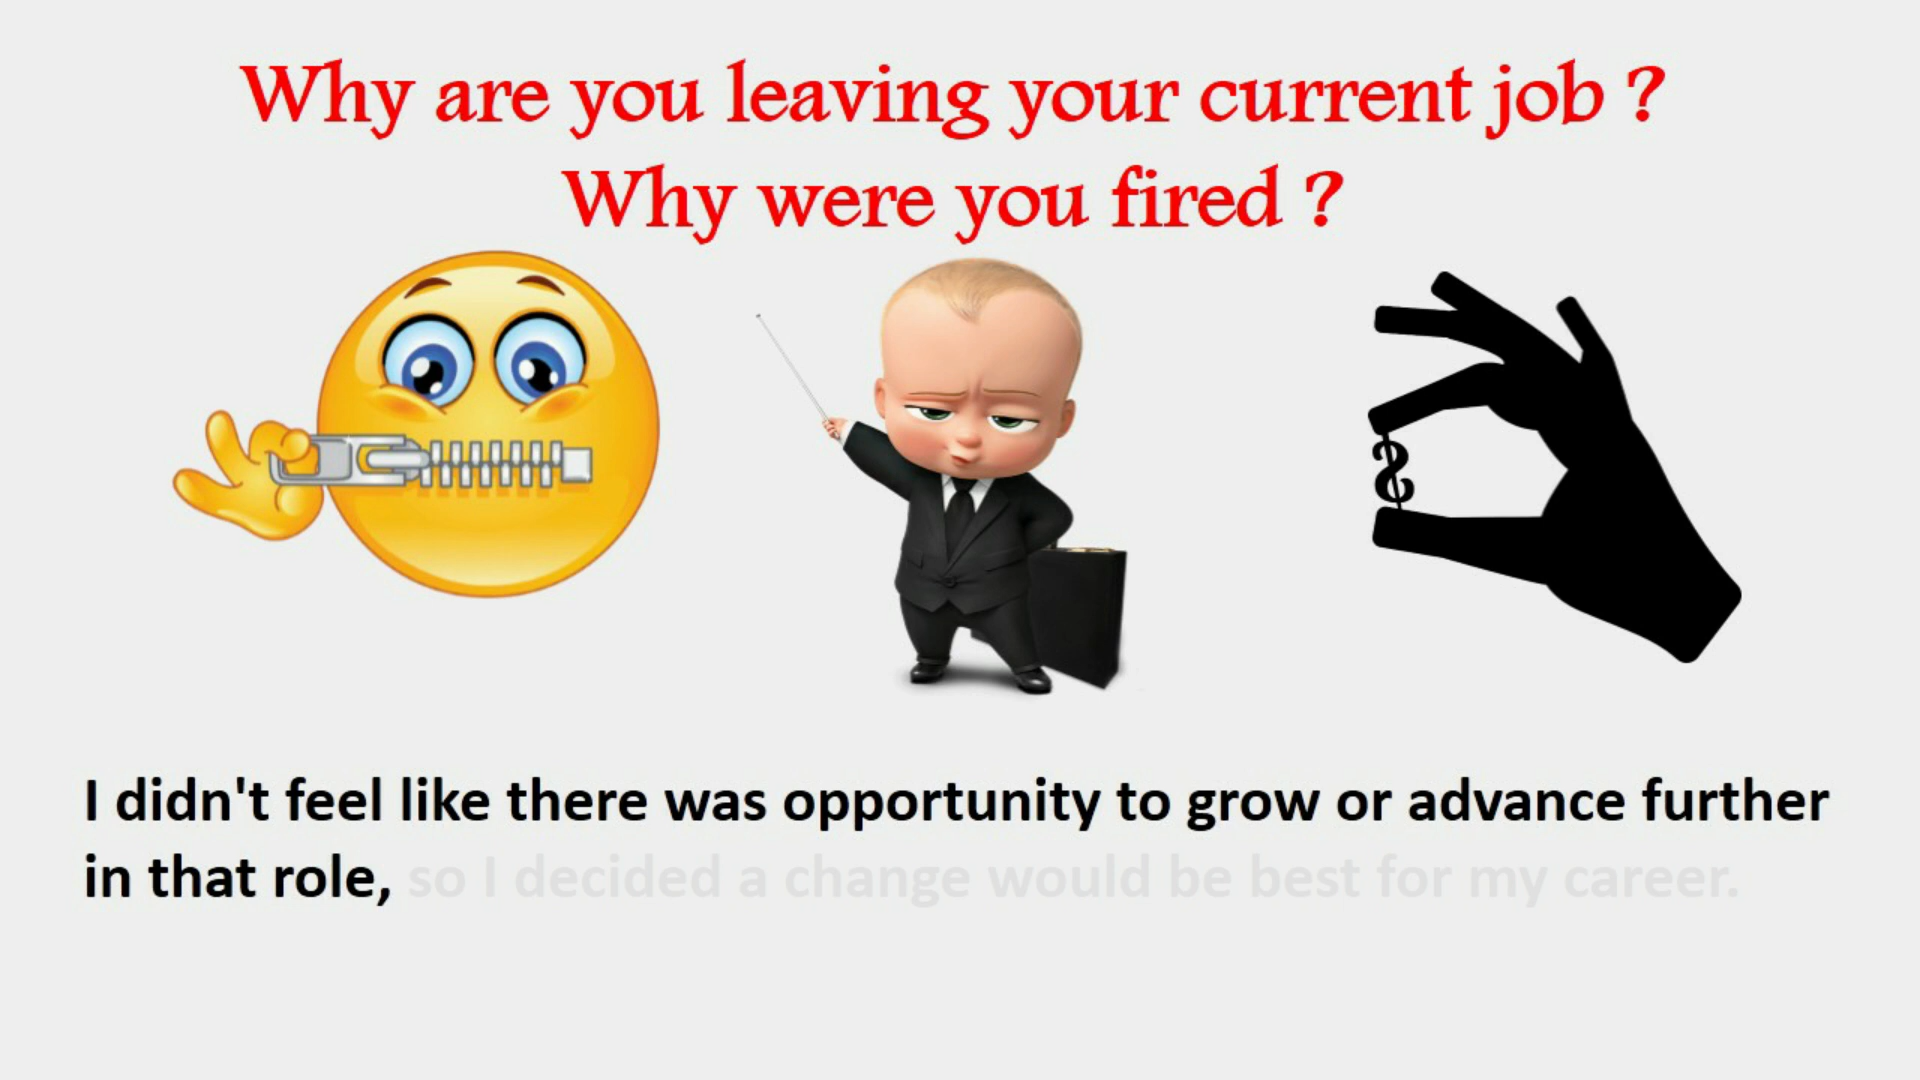 Why are you leaving your current job ?
Why were you fired ?
$
I didn't feel like there was opportunity to grow or advance further
in that role, so I decided a change would be best for my career.